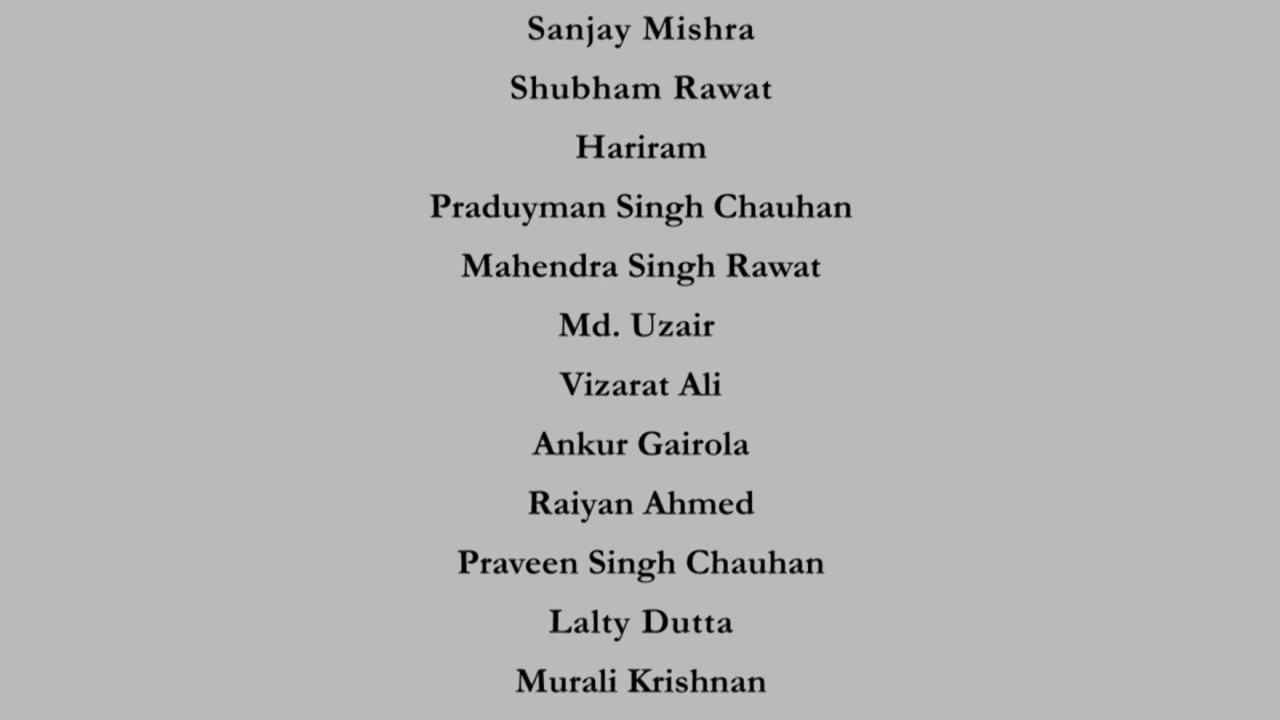 Sanjay Mishra
Shubham Rawat
Hariram
Praduyman Singh Chauhan
Mahendra Singh Rawat
Md. Uzair
Vizarat Ali
Ankur Gairola
Raiyan Ahmed
Praveen Singh Chauhan
Lalty Dutta
Murali Krishnan